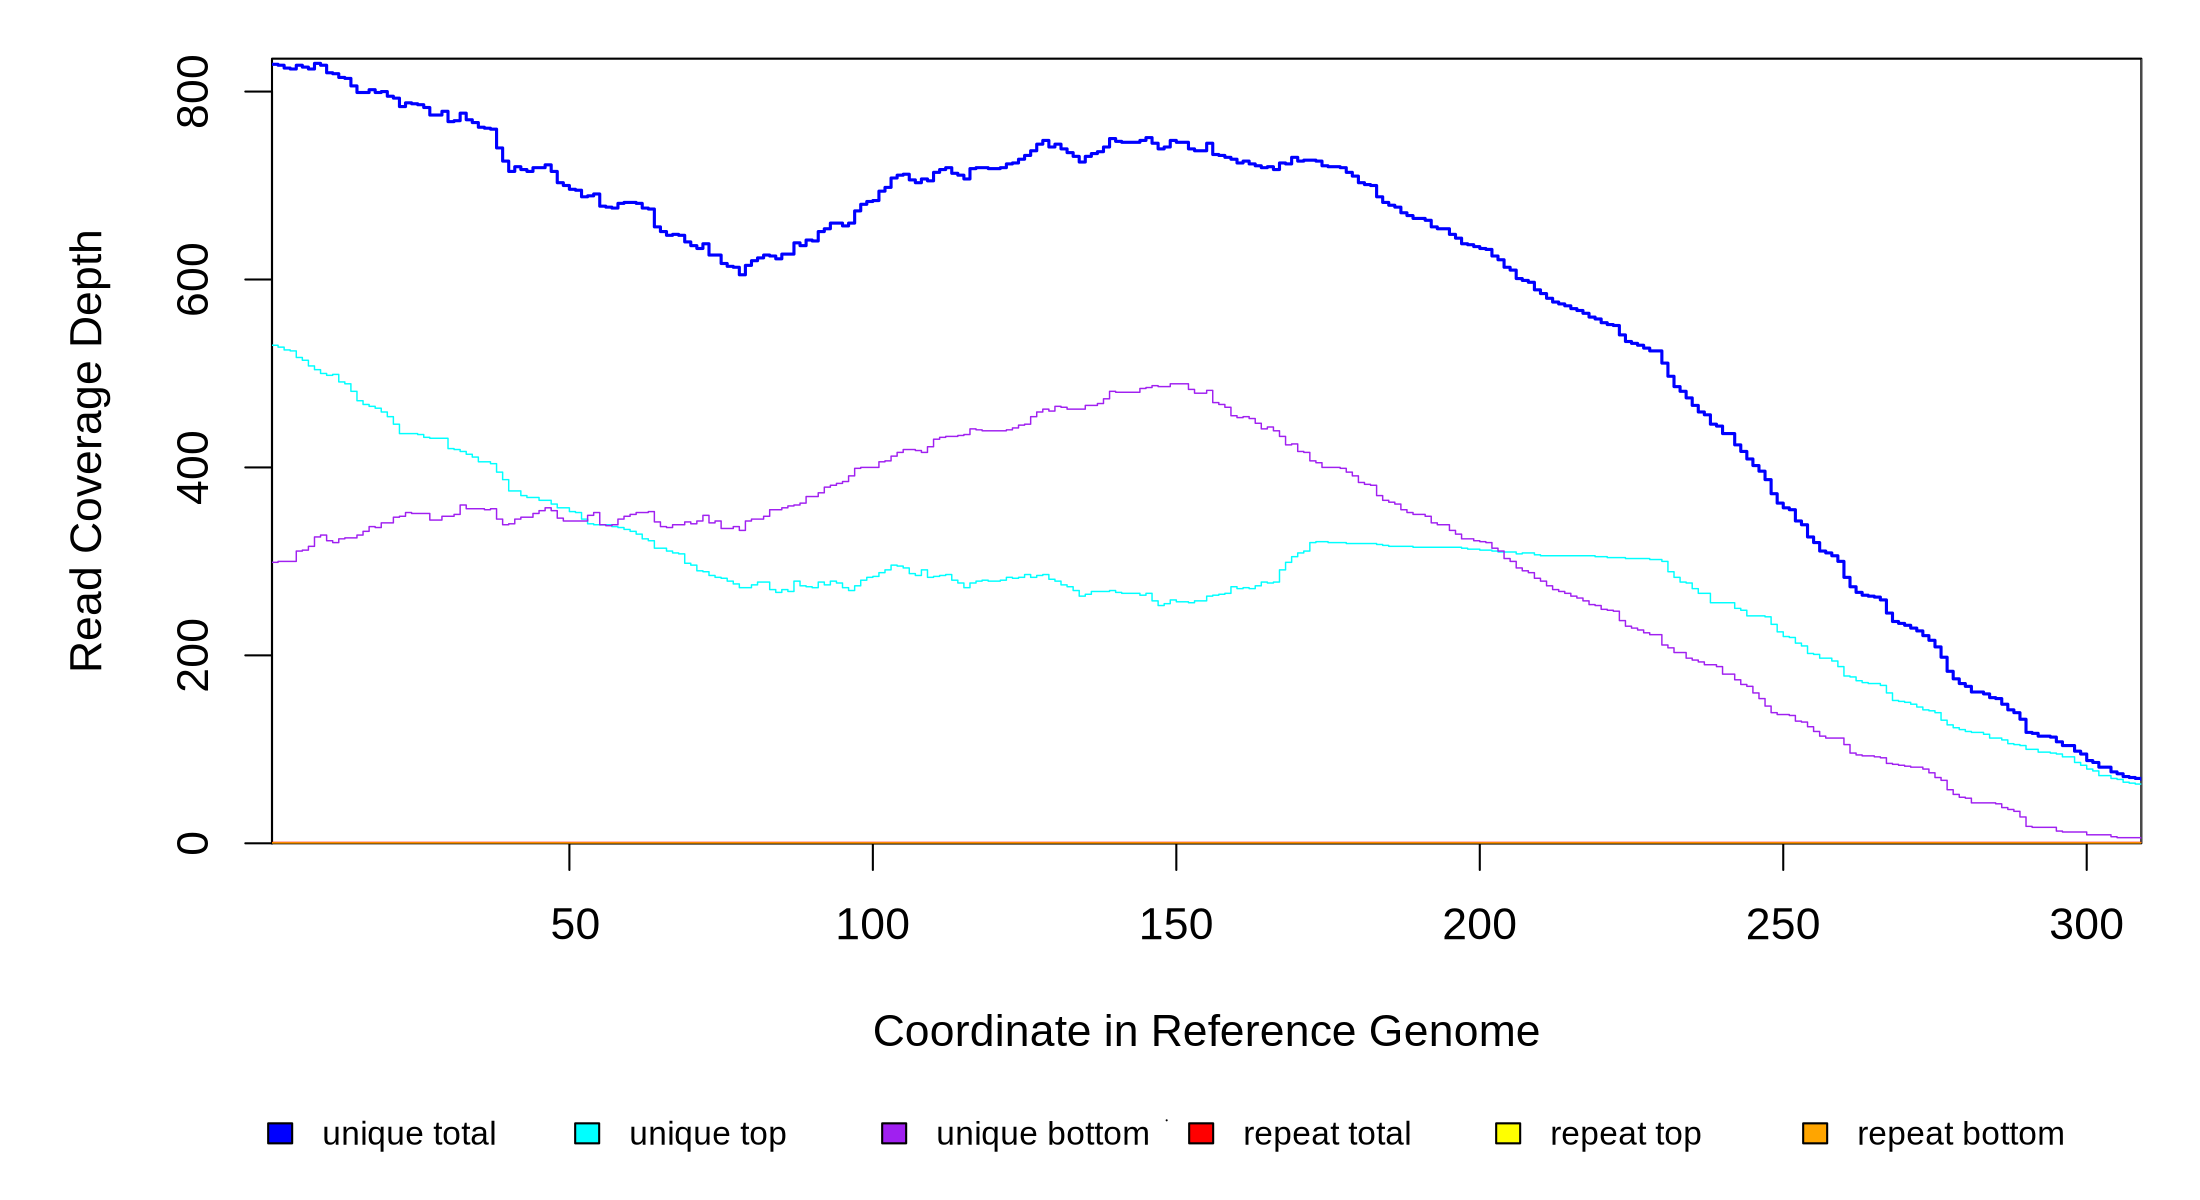 800
600
400
200
0
Read Coverage Depth
50 100 150 200 250 300
Coordinate in Reference Genome
unique total unique top unique bottom repeat total repeat top repeat bottom